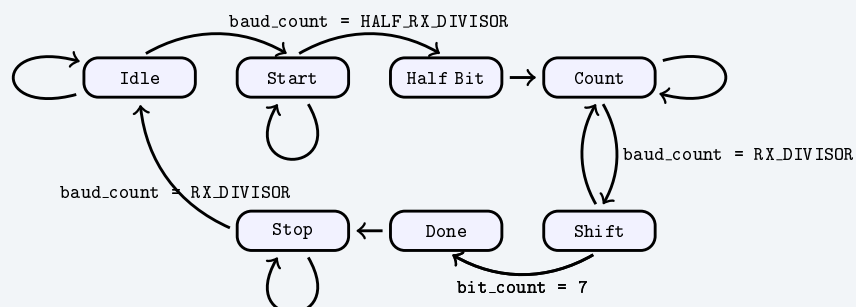 baud_count = HALF_RX_DIVISOR
Idle
Start
Half Bit
Count
baud_count = RX_DIVISOR
baud_count = RX_DIVISOR
Stop
Done
Shift
bit_count = 7